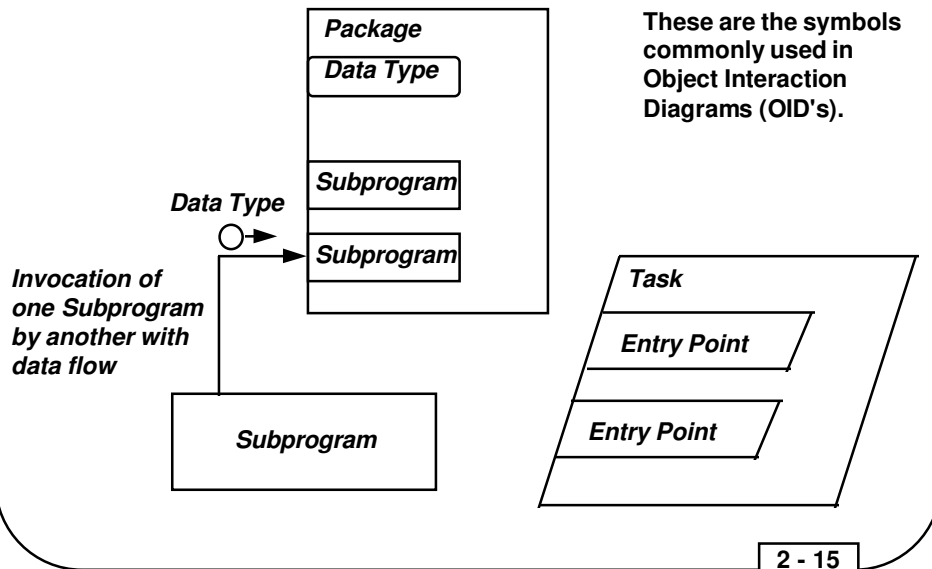 Package
Data Type
Subprogram
Subprogram
These are the symbols
commonly used in
Object Interaction
Diagrams (OID's).
Data Type
Invocation of
one Subprogram
by another with
data flow
Subprogram
Task
Entry Point
Entry Point
2 - 15